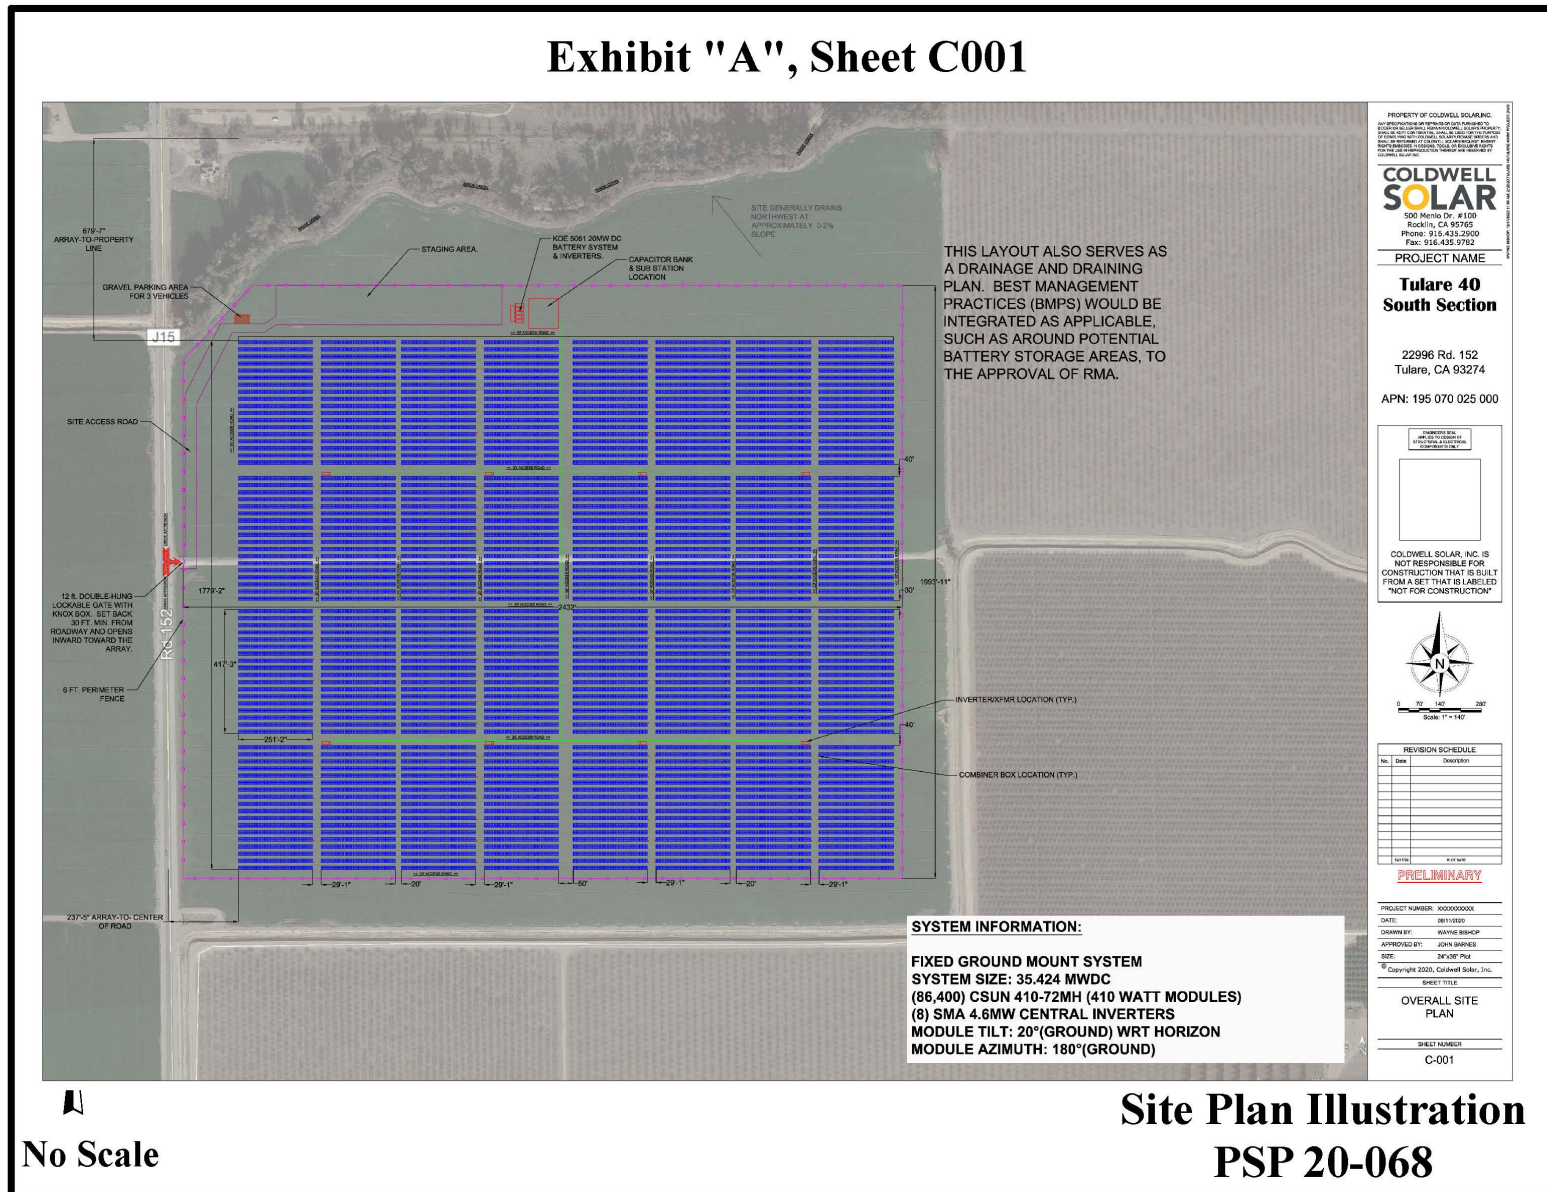 Exhibit "A", Sheet C001
679'-7"
ARRAY-TO-PROPERTY
LINE
GRAVEL PARKING AREA
FOR 3 VEHICLES
J15
STAGING AREA.
KOE 5061 20MW DC
BATTERY SYSTEM
& INVERTERS.
CAPACITOR BANK
& SUB STATION
LOCATION
SITE GENERALLY DRAINS
NORTHWEST AT
APPROXIMATELY 0-2%
SLOPE
THIS LAYOUT ALSO SERVES AS
A DRAINAGE AND DRAINING
PLAN. BEST MANAGEMENT
PRACTICES (BMPS) WOULD BE
INTEGRATED AS APPLICABLE,
SUCH AS AROUND POTENTIAL
BATTERY STORAGE AREAS, TO
THE APPROVAL OF RMA.
SITE ACCESS ROAD
40'
1779'-2"
2432'
1993'-11"
30'
12 ft. DOUBLE-HUNG
LOCKABLE GATE WITH
KNOX BOX. SET BACK
30 FT. MIN. FROM
ROADWAY AND OPENS
INWARD TOWARD THE
ARRAY.
Rd 152
417'-3"
6 FT. PERIMETER
FENCE
INVERTER/XFMR LOCATION (TYP.)
40'
251'-2"
COMBINER BOX LOCATION (TYP.)
29'-1"
20'
29'-1"
50'
29'-1"
20'
29'-1"
237'-5" ARRAY-TO- CENTER
OF ROAD
SYSTEM INFORMATION:
FIXED GROUND MOUNT SYSTEM
SYSTEM SIZE: 35.424 MWDC
(86,400) CSUN 410-72MH (410 WATT MODULES)
(8) SMA 4.6MW CENTRAL INVERTERS
MODULE TILT: 20°(GROUND) WRT HORIZON
MODULE AZIMUTH: 180°(GROUND)
PROPERTY OF COLDWELL SOLAR,INC.
COLDWELL
SOLAR
500 Menlo Dr. #100
Rocklin, CA 95765
Phone: 916.435.2900
Fax: 916.435.9782
PROJECT NAME
Tulare 40
South Section
22996 Rd. 152
Tulare, CA 93274
APN: 195 070 025 000
ENGINEERS SEAL
APPLIES TO DESIGN OF
STRUCTURAL & ELECTRICAL
COMPONENTS ONLY
COLDWELL SOLAR, INC. IS
NOT RESPONSIBLE FOR
CONSTRUCTION THAT IS BUILT
FROM A SET THAT IS LABELED
"NOT FOR CONSTRUCTION"
N
0 70' 140' 280'
Scale: 1" = 140'
REVISION SCHEDULE
No. Date Description
PRELIMINARY
PROJECT NUMBER: XXXXXXXXXX
DATE: 08/11/2020
DRAWN BY: WAYNE BISHOP
APPROVED BY: JOHN BARNES
SIZE: 24"x36" Plot
© Copyright 2020, Coldwell Solar, Inc.
SHEET TITLE
OVERALL SITE
PLAN
SHEET NUMBER
C-001
No Scale
Site Plan Illustration
PSP 20-068